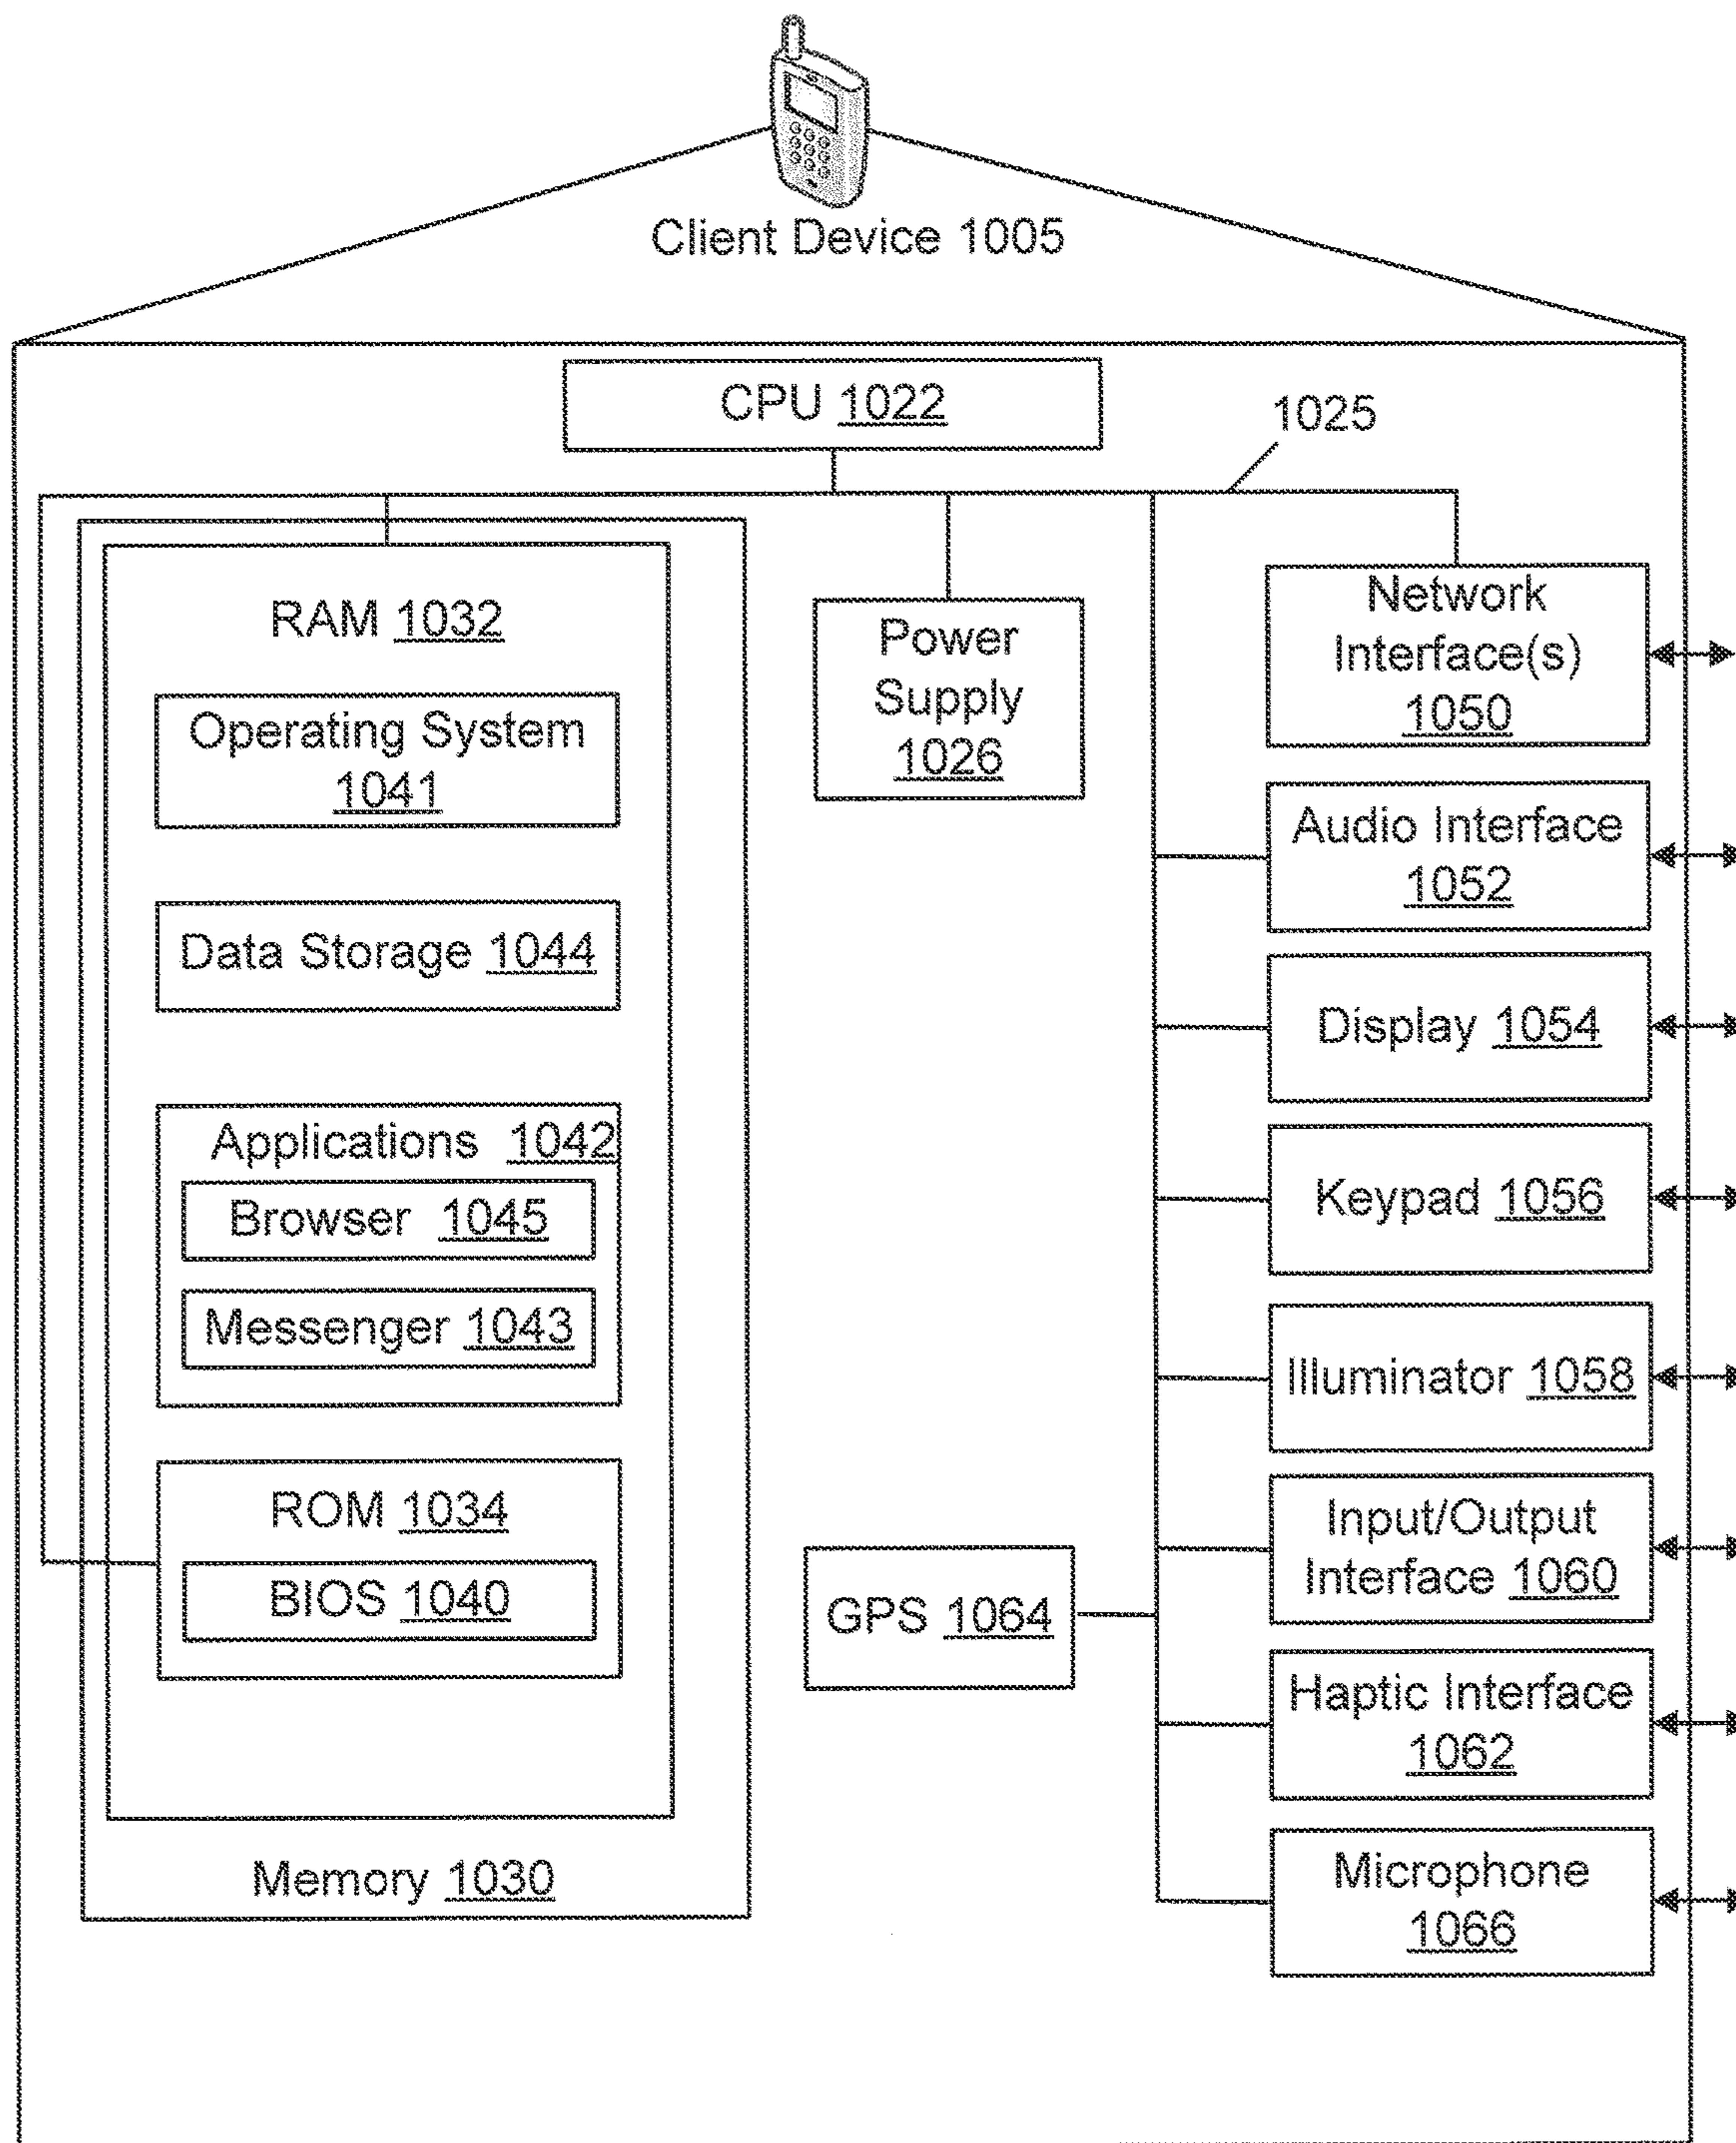 Client Device 1005
CPU 1022
1025
RAM 1032
Operating System
1041
Data Storage 1044
Applications 1042
Browser 1045
Messenger 1043
ROM 1034
BIOS 1040
Memory 1030
Power
Supply
1026
GPS 1064
Network
Interface(s)
1050
Audio Interface
1052
Display 1054
Keypad 1056
Illuminator 1058
Input/Output
Interface 1060
Haptic Interface
1062
Microphone
1066